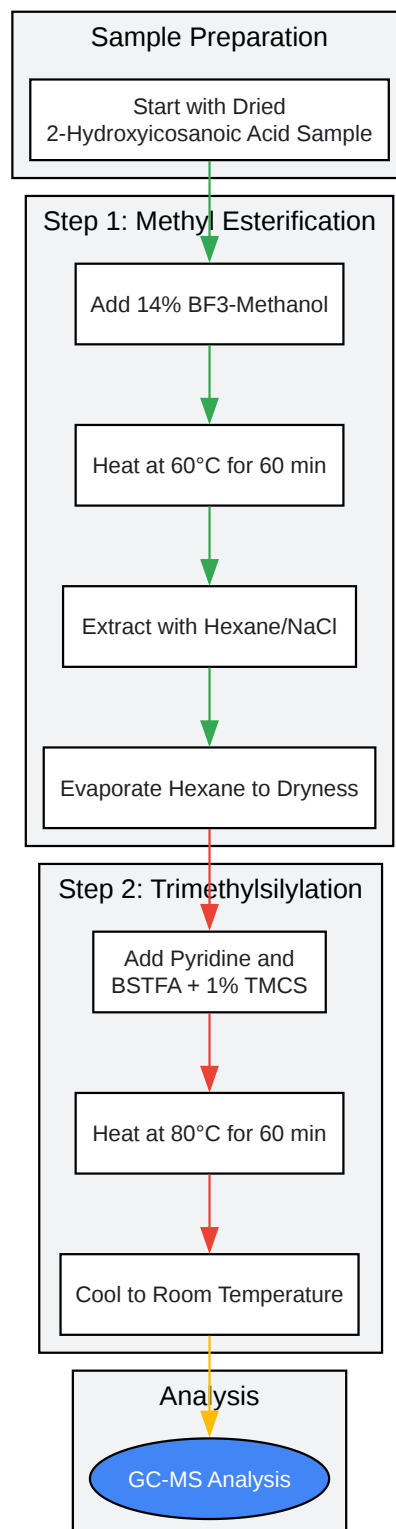 Sample Preparation
Start with Dried
2-Hydroxyicosanoic Acid Sample
Step 1: Methyl Esterification
Add 14% BF3-Methanol
Heat at 60°C for 60 min
Extract with Hexane/NaCl
Evaporate Hexane to Dryness
Step 2: Trimethylsilylation
Add Pyridine and
BSTFA + 1% TMCS
Heat at 80°C for 60 min
Cool to Room Temperature
Analysis
GC-MS Analysis